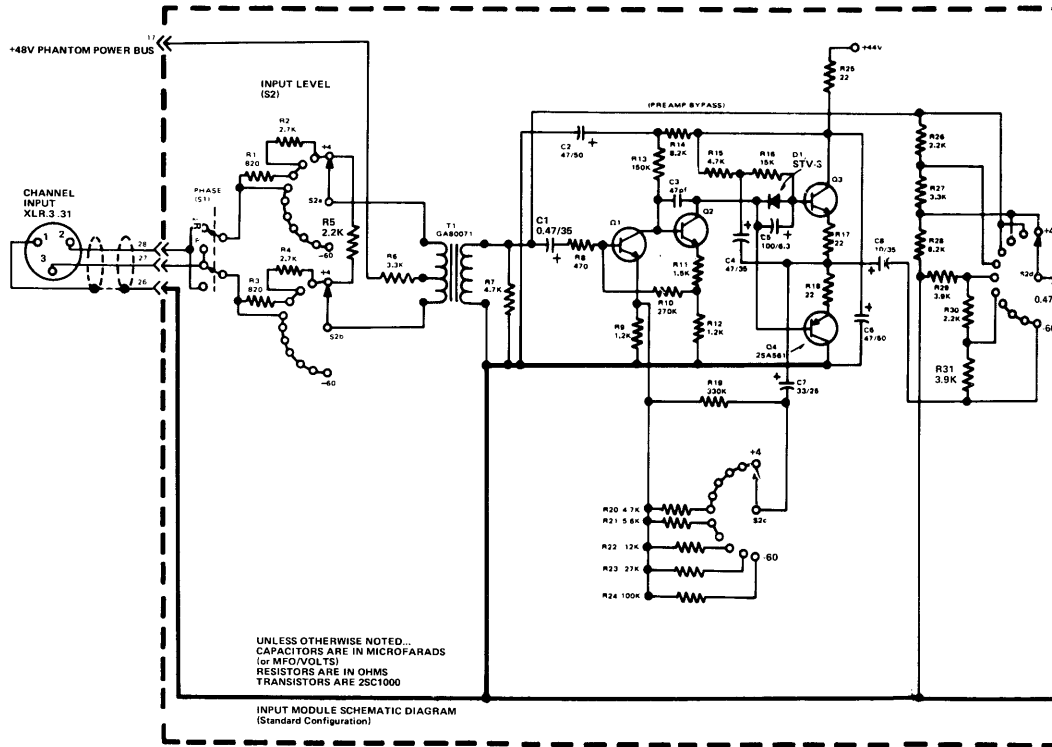 +48V PHANTOM POWER BUS
17
INPUT LEVEL
(S2)
R2
2.7K
+4
R1
820
S2a
R5
2.2K
-60
CHANNEL
INPUT
XLR.3.31
1
2
3
PHASE
(S1)
R
F
28
27
26
R4
2.7K
+4
R3
820
S2b
-60
R6
3.3K
T1
GA80071
R7
4.7K
C1
0.47/35
R8
470
C2
47/50
(PREAMP BYPASS)
R13
150K
R14
8.2K
R15
4.7K
R16
15K
D1
STV-3
C3
47pf
Q1
Q2
Q3
+44V
R25
22
R11
1.5K
R10
270K
R9
1.2K
R12
1.2K
C4
47/35
C5
100/6.3
R17
22
R18
22
Q4
2SA561
C6
47/50
C8
10/35
R19
330K
C7
33/25
+4
S2c
-60
R20 4.7K
R21 5.6K
R22 12K
R23 27K
R24 100K
R26
2.2K
R27
3.3K
R28
8.2K
R29
3.9K
R30
2.2K
R31
3.9K
+4
S2d
0.47
-60
UNLESS OTHERWISE NOTED...
CAPACITORS ARE IN MICROFARADS
(or MFO/VOLTS)
RESISTORS ARE IN OHMS
TRANSISTORS ARE 2SC1000
INPUT MODULE SCHEMATIC DIAGRAM
(Standard Configuration)